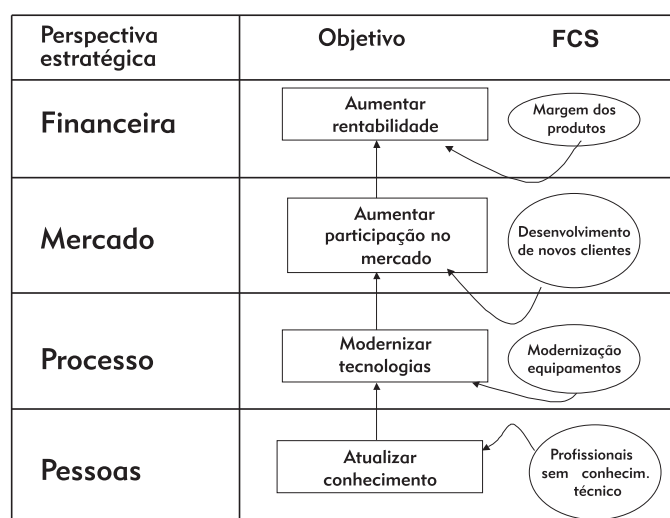 Perspectiva
estratégica
Objetivo
FCS
Financeira
Aumentar
rentabilidade
Margem dos
produtos
Mercado
Aumentar
participação no
mercado
Desenvolvimento
de novos clientes
Processo
Modernizar
tecnologias
Modernização
equipamentos
Pessoas
Atualizar
conhecimento
Profissionais
sem conhecim.
técnico